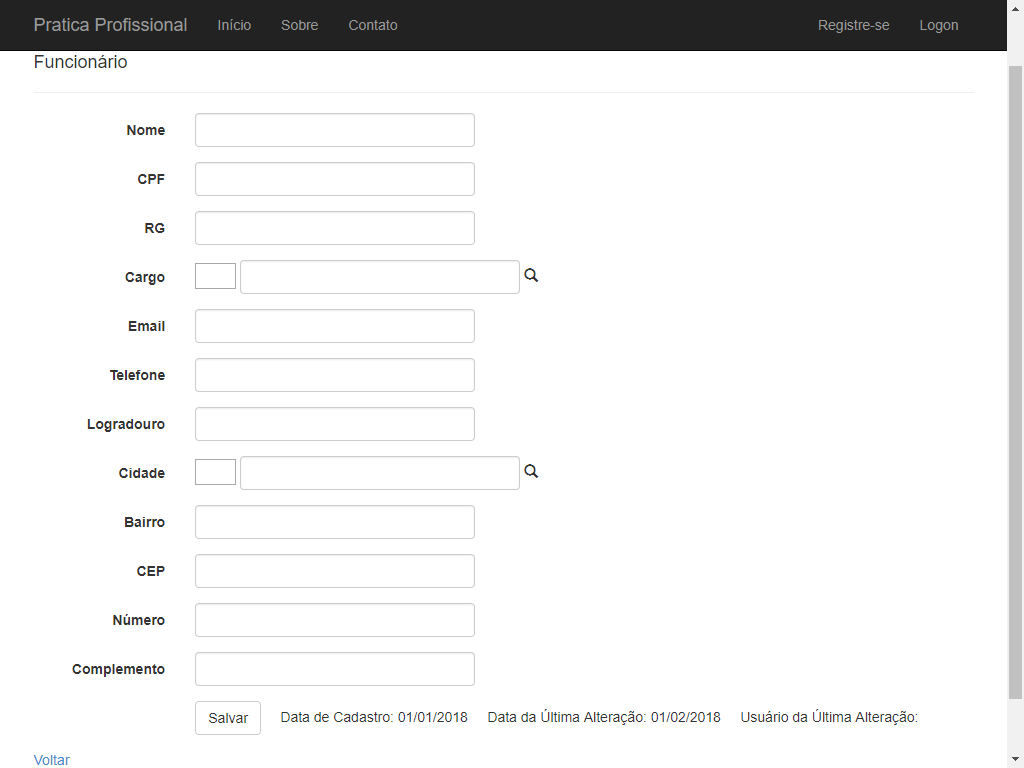 Pratica Profissional Início Sobre Contato Registre-se Logon
Funcionário
Nome
CPF
RG
Cargo
Email
Telefone
Logradouro
Cidade
Bairro
CEP
Número
Complemento
Salvar Data de Cadastro: 01/01/2018 Data da Última Alteração: 01/02/2018 Usuário da Última Alteração:
Voltar